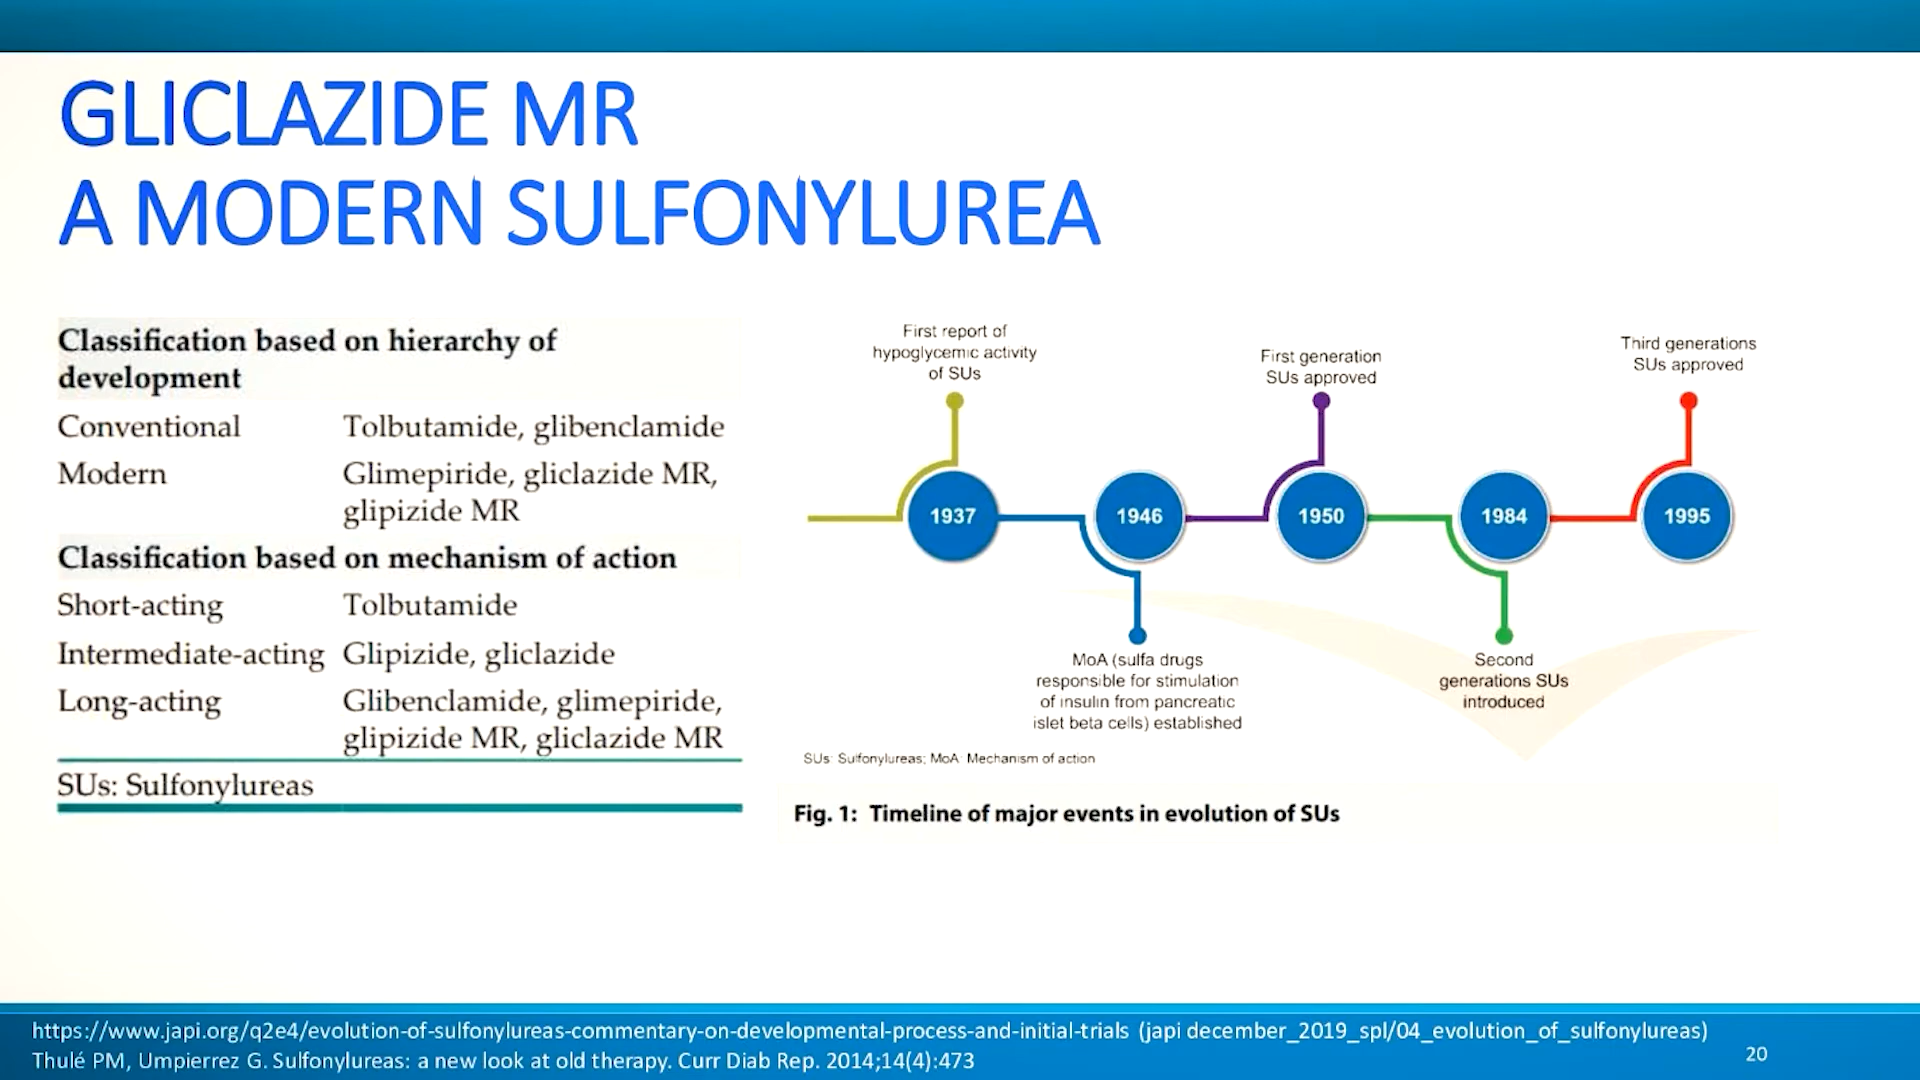 GLICLAZIDE MR
A MODERN SULFONYLUREA
Classification based on hierarchy of
development
Conventional Tolbutamide, glibenclamide
Modern Glimepiride, gliclazide MR,
glipizide MR
Classification based on mechanism of action
Short-acting Tolbutamide
Intermediate-acting Glipizide, gliclazide
Long-acting Glibenclamide, glimepiride,
glipizide MR, gliclazide MR
SUs: Sulfonylureas
First report of
hypoglycemic activity
of SUs
First generation
SUs approved
Third generations
SUs approved
1937 1946 1950 1984 1995
MoA (sulfa drugs
responsible for stimulation
of insulin from pancreatic
islet beta cells) established
Second
generations SUs
introduced
SUs: Sulfonylureas; MoA: Mechanism of action
Fig. 1: Timeline of major events in evolution of SUs
https://www.japi.org/q2e4/evolution-of-sulfonylureas-commentary-on-developmental-process-and-initial-trials (japi december_2019_spl/04_evolution_of_sulfonylureas)
Thulé PM, Umpierrez G. Sulfonylureas: a new look at old therapy. Curr Diab Rep. 2014;14(4):473
20